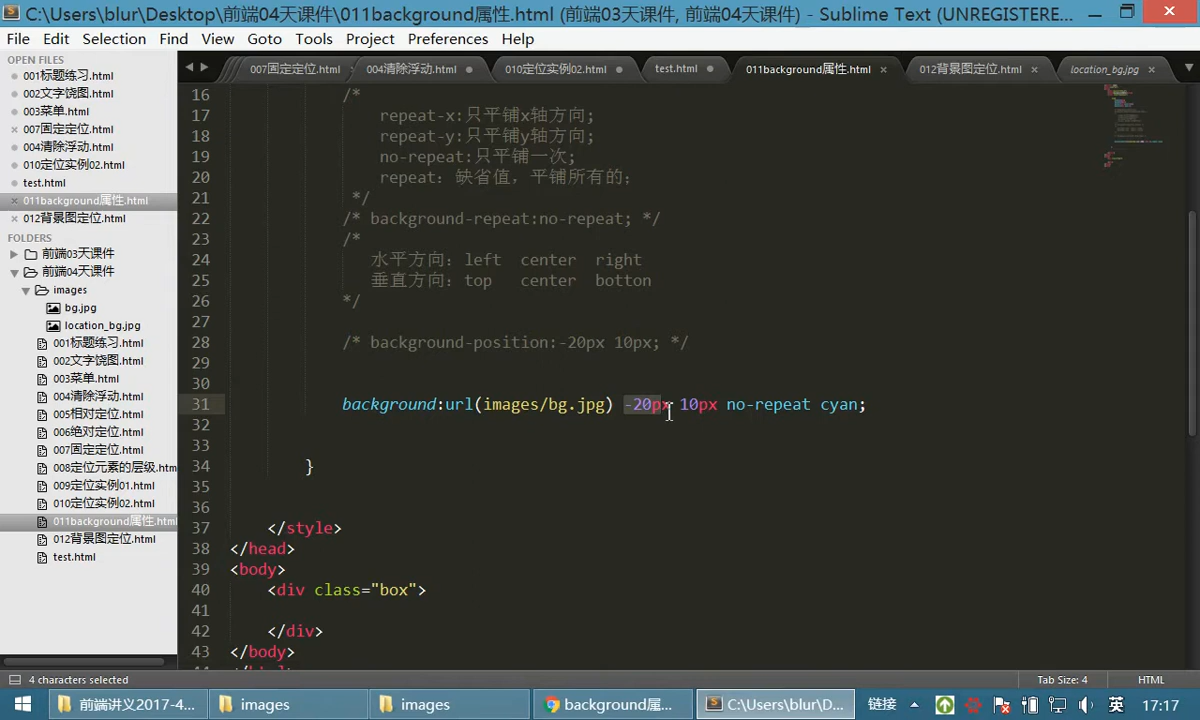 C:\Users\blur\Desktop\前端04天课件\011background属性.html (前端03天课件, 前端04天课件) - Sublime Text (UNREGISTERE...
File Edit Selection Find View Goto Tools Project Preferences Help
OPEN FILES
001标题练习.html
002文字饶图.html
003菜单.html
007固定定位.html
004清除浮动.html
010定位实例02.html
test.html
011background属性.html
012背景图定位.html
FOLDERS
前端03天课件
前端04天课件
images
bg.jpg
location_bg.jpg
001标题练习.html
002文字饶图.html
003菜单.html
004清除浮动.html
005相对定位.html
006绝对定位.html
007固定定位.html
008定位元素的层级.htm
009定位实例01.html
010定位实例02.html
011background属性.html
012背景图定位.html
test.html
007固定定位.html 004清除浮动.html 010定位实例02.html test.html 011background属性.html 012背景图定位.html location_bg.jpg
16 /*
17 repeat-x:只平铺x轴方向;
18 repeat-y:只平铺y轴方向;
19 no-repeat:只平铺一次;
20 repeat: 缺省值, 平铺所有的;
21 */
22 /* background-repeat:no-repeat; */
23 /*
24 水平方向: left center right
25 垂直方向: top center botton
26 */
27
28 /* background-position:-20px 10px; */
29
30
31 background:url(images/bg.jpg) -20px 10px no-repeat cyan;
32
33
34 }
35
36
37 </style>
38 </head>
39 <body>
40 <div class="box">
41
42 </div>
43 </body>
4 characters selected Tab Size: 4 HTML
前端讲义2017-4... images images background属... C:\Users\blur\D... 链接 英 17:17